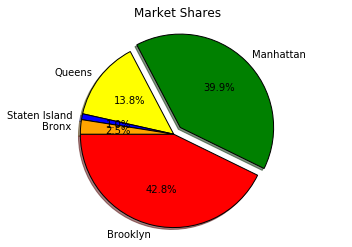 Market Shares
Manhattan
39.9%
Queens
13.8%
Staten Island
Bronx
2.5%
42.8%
Brooklyn